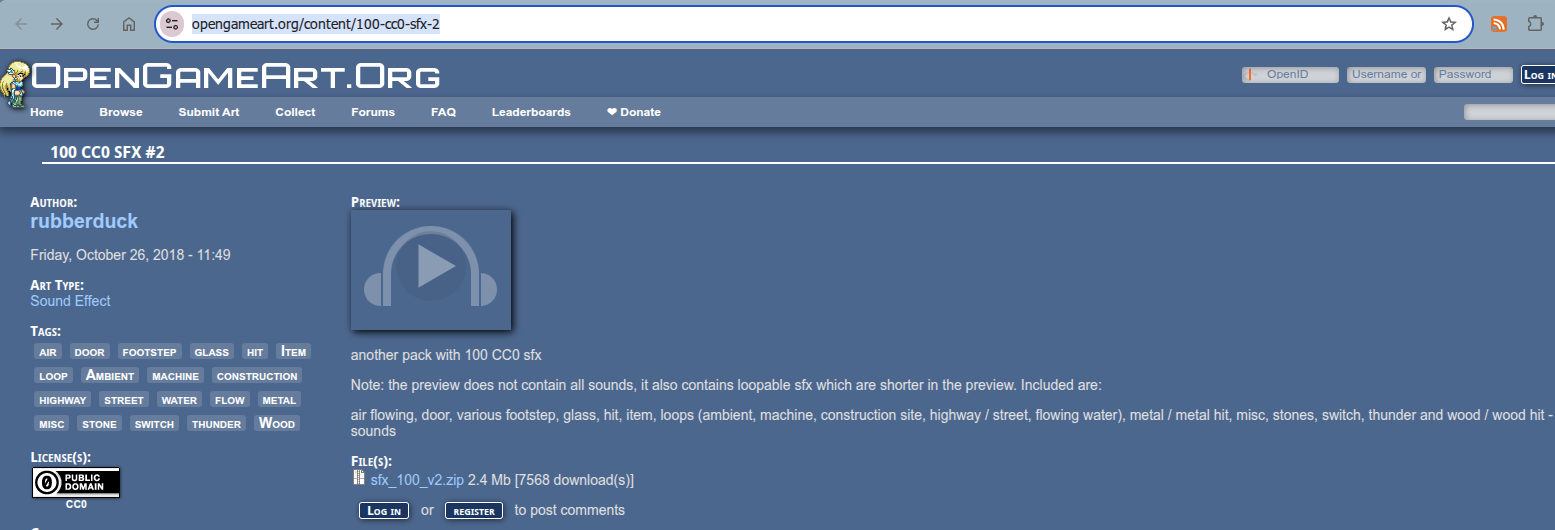 opengameart.org/content/100-cc0-sfx-2
OpenGameArt.Org
OpenID Username or Password Log in
Home Browse Submit Art Collect Forums FAQ Leaderboards ❤ Donate
100 CC0 SFX #2
Author:
rubberduck
Friday, October 26, 2018 - 11:49
Art Type:
Sound Effect
Tags:
air door footstep glass hit Item
loop Ambient machine construction
highway street water flow metal
misc stone switch thunder Wood
License(s):
PUBLIC
DOMAIN
CC0
Preview:
another pack with 100 CC0 sfx
Note: the preview does not contain all sounds, it also contains loopable sfx which are shorter in the preview. Included are:
air flowing, door, various footstep, glass, hit, item, loops (ambient, machine, construction site, highway / street, flowing water), metal / metal hit, misc, stones, switch, thunder and wood / wood hit -
sounds
File(s):
sfx_100_v2.zip 2.4 Mb [7568 download(s)]
Log in or register to post comments